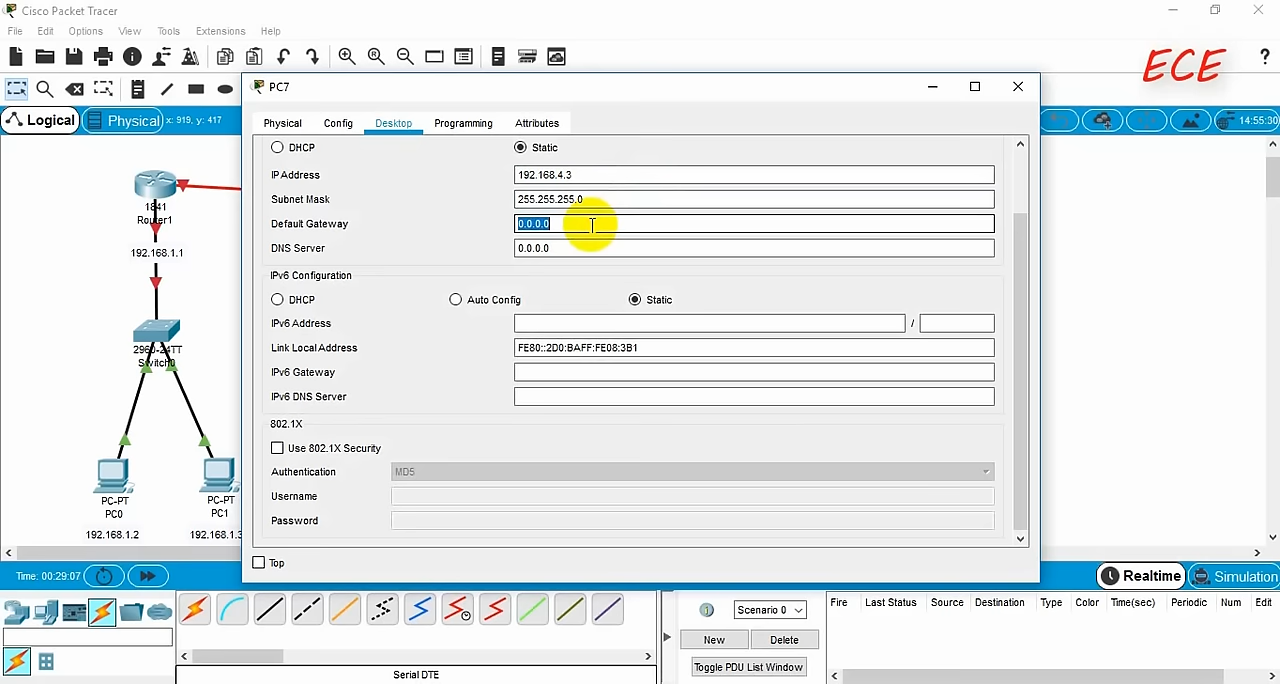 Cisco Packet Tracer
File Edit Options View Tools Extensions Help
ECE
?
PC7
Logical
Physical
x: 919, y: 417
14:55:30
Physical Config Desktop Programming Attributes
DHCP
Static
IP Address
192.168.4.3
Subnet Mask
255.255.255.0
Default Gateway
0.0.0.0
DNS Server
0.0.0.0
IPv6 Configuration
DHCP
Auto Config
Static
IPv6 Address
/
Link Local Address
FE80::2D0:BAFF:FE08:3B1
IPv6 Gateway
IPv6 DNS Server
802.1X
Use 802.1X Security
Authentication
MD5
Username
Password
Top
1841
Router1
192.168.1.1
2960-24TT
Switch0
PC-PT
PC0
192.168.1.2
PC-PT
PC1
192.168.1.3
Time: 00:29:07
Realtime
Simulation
Scenario 0
New
Delete
Toggle PDU List Window
Fire Last Status Source Destination Type Color Time(sec) Periodic Num Edit
Serial DTE